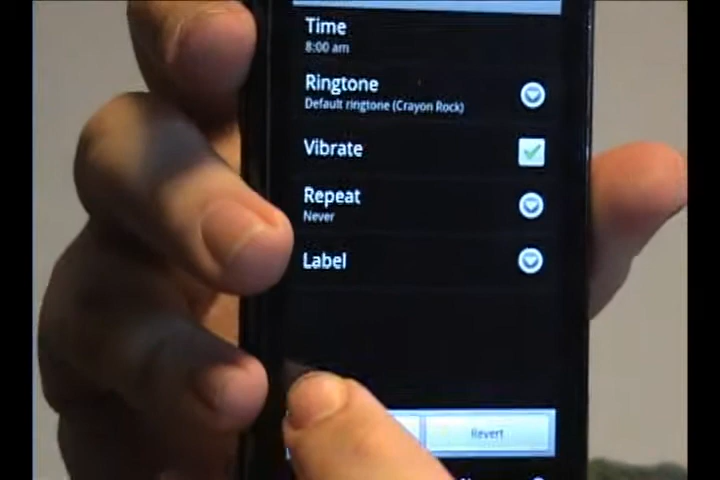 Time
8:00 am
Ringtone
Default ringtone (Crayon Rock)
Vibrate
Repeat
Never
Label
Revert